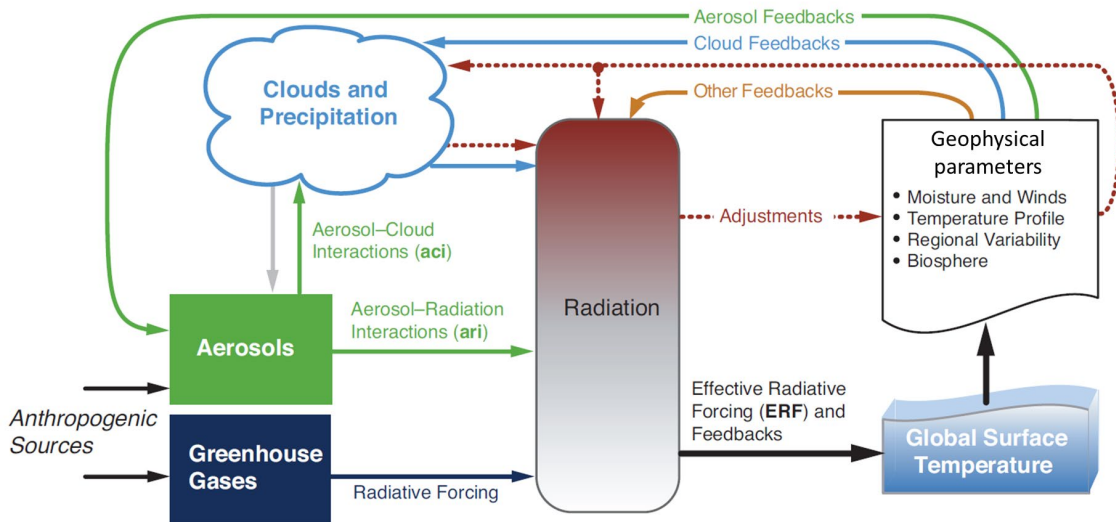 Aerosol Feedbacks
Cloud Feedbacks
Other Feedbacks
Clouds and
Precipitation
Geophysical
parameters
• Moisture and Winds
• Temperature Profile
• Regional Variability
• Biosphere
Adjustments
Aerosol–Cloud
Interactions (aci)
Aerosol–Radiation
Interactions (ari)
Radiation
Aerosols
Anthropogenic
Sources
Greenhouse
Gases
Radiative Forcing
Effective Radiative
Forcing (ERF) and
Feedbacks
Global Surface
Temperature